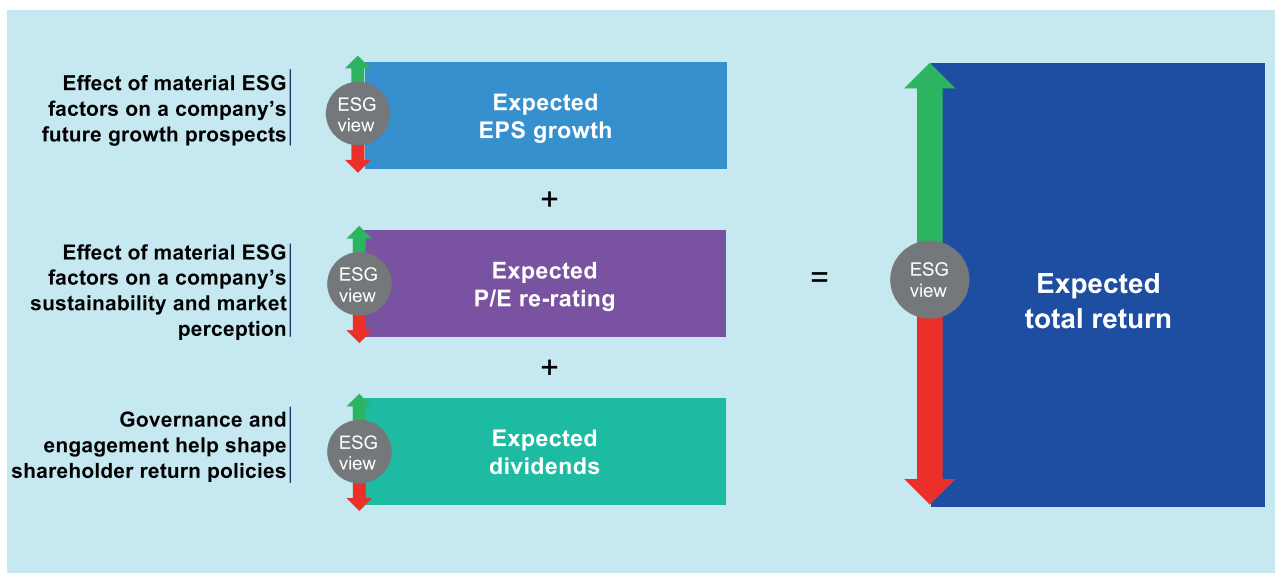 Effect of material ESG
factors on a company's
future growth prospects
ESG
view
Expected
EPS growth
+
Effect of material ESG
factors on a company's
sustainability and market
perception
ESG
view
Expected
P/E re-rating
+
Governance and
engagement help shape
shareholder return policies
ESG
view
Expected
dividends
=
ESG
view
Expected
total return